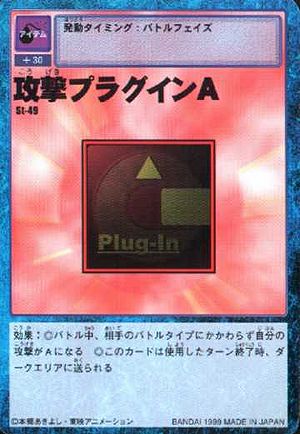 アイテム
発動タイミング：バトルフェイズ
+30
攻撃プラグインA
St-49
Plug-In
効果：◎バトル中、相手のバトルタイプにかかわらず自分の
攻撃がAになる ◎このカードは使用したターン終了時、ダ
ークエリアに送られる
©本郷あきよし・東映アニメーション
BANDAI 1999 MADE IN JAPAN